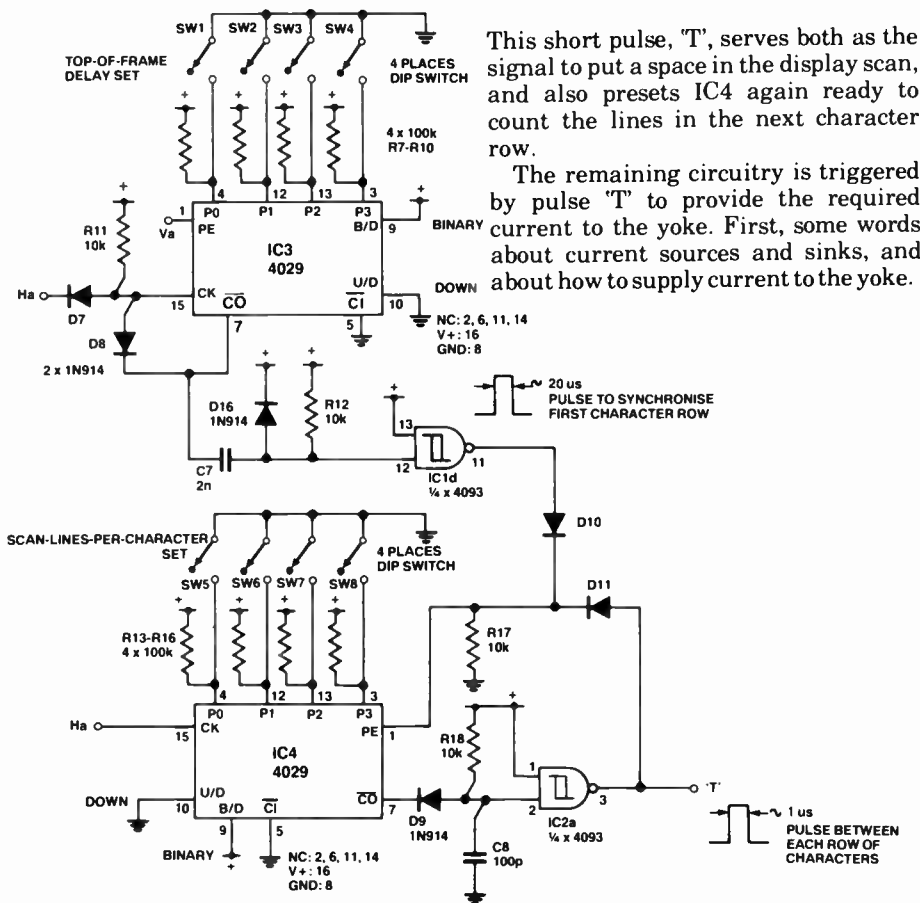 This short pulse, 'T', serves both as the
signal to put a space in the display scan,
and also presets IC4 again ready to
count the lines in the next character
row.
The remaining circuitry is triggered
by pulse 'T' to provide the required
current to the yoke. First, some words
about current sources and sinks, and
about how to supply current to the yoke.
SW1 SW2 SW3 SW4
TOP-OF-FRAME
DELAY SET
4 PLACES
DIP SWITCH
+ + + +
4 x 100k
R7-R10
4 12 13 3
+
R11
10k
1
Va
P0 P1 P2 P3
PE
B/D
9
+
BINARY
IC3
4029
U/D
10
DOWN
Ha
D7
15
CK
CO
CI
7
5
D8
2 x 1N914
NC: 2, 6, 11, 14
V+: 16
GND: 8
+ +
D16
1N914
R12
10k
C7
2n
+
13
12
11
IC1d
¼ x 4093
~ 20 us
PULSE TO SYNCHRONISE
FIRST CHARACTER ROW
D10
D11
SCAN-LINES-PER-CHARACTER
SET
SW5 SW6 SW7 SW8
4 PLACES
DIP SWITCH
+ + + +
R13-R16
4 x 100k
4 12 13 3
R17
10k
Ha
15
CK
P0 P1 P2 P3
PE
1
IC4
4029
R18
10k
+
1
2
3
IC2a
¼ x 4093
'T'
DOWN
10
U/D
B/D
CI
CO
7
9
5
D9
1N914
C8
100p
BINARY
+
NC: 2, 6, 11, 14
V+: 16
GND: 8
~ 1 us
PULSE BETWEEN
EACH ROW OF
CHARACTERS